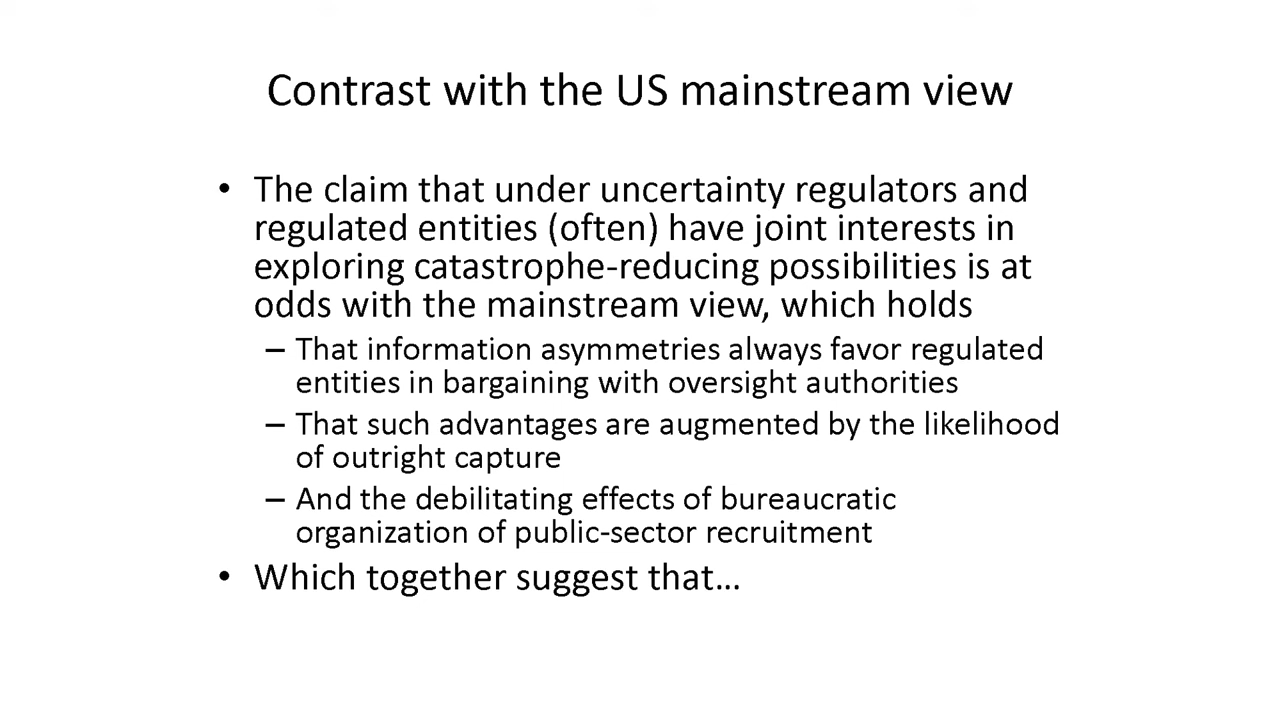 Contrast with the US mainstream view
• The claim that under uncertainty regulators and
regulated entities (often) have joint interests in
exploring catastrophe-reducing possibilities is at
odds with the mainstream view, which holds
– That information asymmetries always favor regulated
entities in bargaining with oversight authorities
– That such advantages are augmented by the likelihood
of outright capture
– And the debilitating effects of bureaucratic
organization of public-sector recruitment
• Which together suggest that…